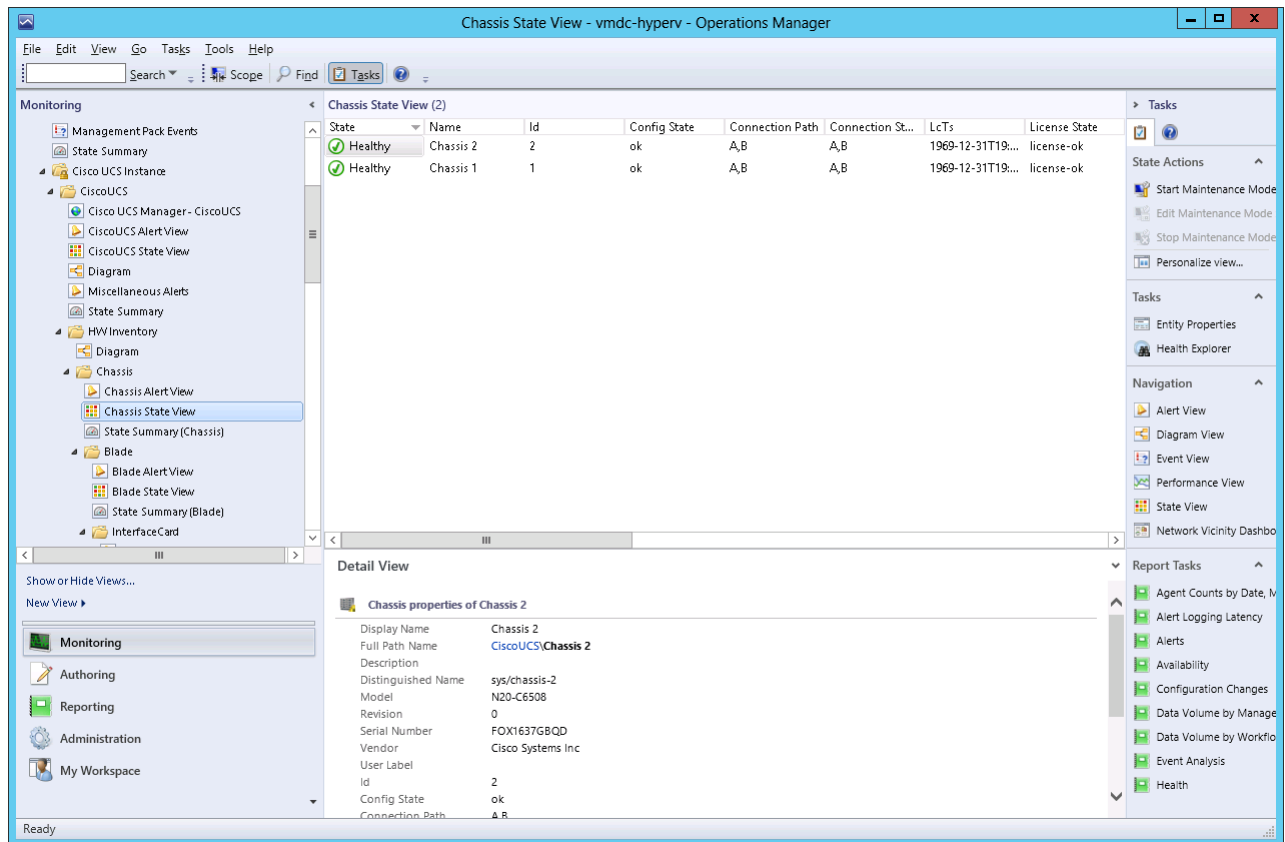 Chassis State View - vmdc-hyperv - Operations Manager
File Edit View Go Tasks Tools Help
Search Scope Find Tasks
Monitoring
Management Pack Events
State Summary
Cisco UCS Instance
CiscoUCS
Cisco UCS Manager - CiscoUCS
CiscoUCS Alert View
CiscoUCS State View
Diagram
Miscellaneous Alerts
State Summary
HW Inventory
Diagram
Chassis
Chassis Alert View
Chassis State View
State Summary (Chassis)
Blade
Blade Alert View
Blade State View
State Summary (Blade)
InterfaceCard
Show or Hide Views...
New View
Monitoring
Authoring
Reporting
Administration
My Workspace
Chassis State View (2)
State Name Id Config State Connection Path Connection St... LcTs License State
Healthy Chassis 2 2 ok A,B A,B 1969-12-31T19:... license-ok
Healthy Chassis 1 1 ok A,B A,B 1969-12-31T19:... license-ok
Detail View
Chassis properties of Chassis 2
Display Name Chassis 2
Full Path Name CiscoUCS\Chassis 2
Description
Distinguished Name sys/chassis-2
Model N20-C6508
Revision 0
Serial Number FOX1637GBQD
Vendor Cisco Systems Inc
User Label
Id 2
Config State ok
Connection Path A,B
Tasks
State Actions
Start Maintenance Mode
Edit Maintenance Mode
Stop Maintenance Mode
Personalize view...
Tasks
Entity Properties
Health Explorer
Navigation
Alert View
Diagram View
Event View
Performance View
State View
Network Vicinity Dashbo
Report Tasks
Agent Counts by Date, M
Alert Logging Latency
Alerts
Availability
Configuration Changes
Data Volume by Manage
Data Volume by Workflo
Event Analysis
Health
Ready